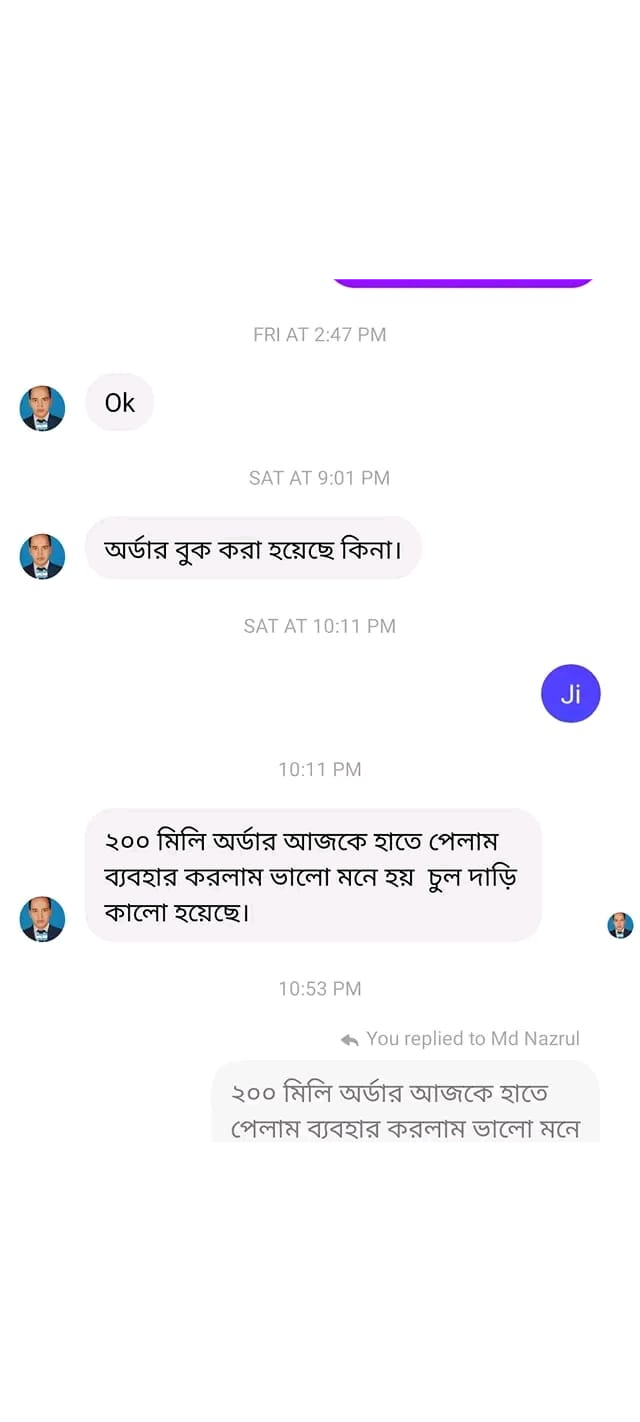 FRI AT 2:47 PM
Ok
SAT AT 9:01 PM
অর্ডার বুক করা হয়েছে কিনা।
SAT AT 10:11 PM
Ji
10:11 PM
২০০ মিলি অর্ডার আজকে হাতে পেলাম
ব্যবহার করলাম ভালো মনে হয় চুল দাড়ি
কালো হয়েছে।
10:53 PM
You replied to Md Nazrul
২০০ মিলি অর্ডার আজকে হাতে
পেলাম ব্যবহার করলাম ভালো মনে